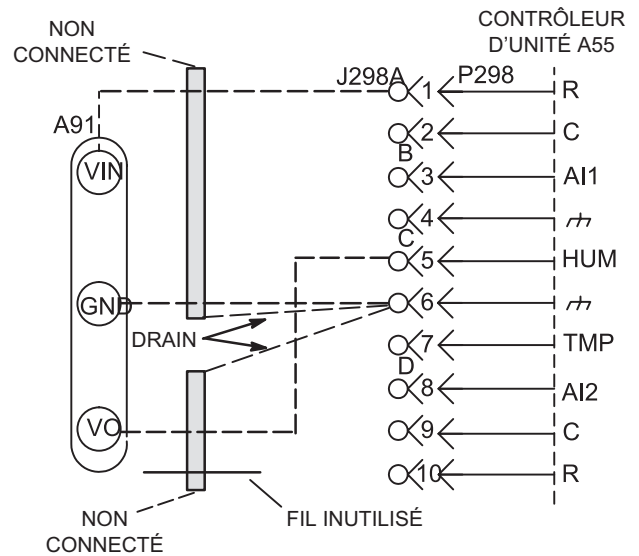 NON
CONNECTÉ
CONTRÔLEUR
D'UNITÉ A55
J298A
P298
A91
VIN
GND
VO
DRAIN
1
R
2
C
B
3
AI1
4
C
5
HUM
6
7
TMP
D
8
AI2
9
C
10
R
NON
CONNECTÉ
FIL INUTILISÉ